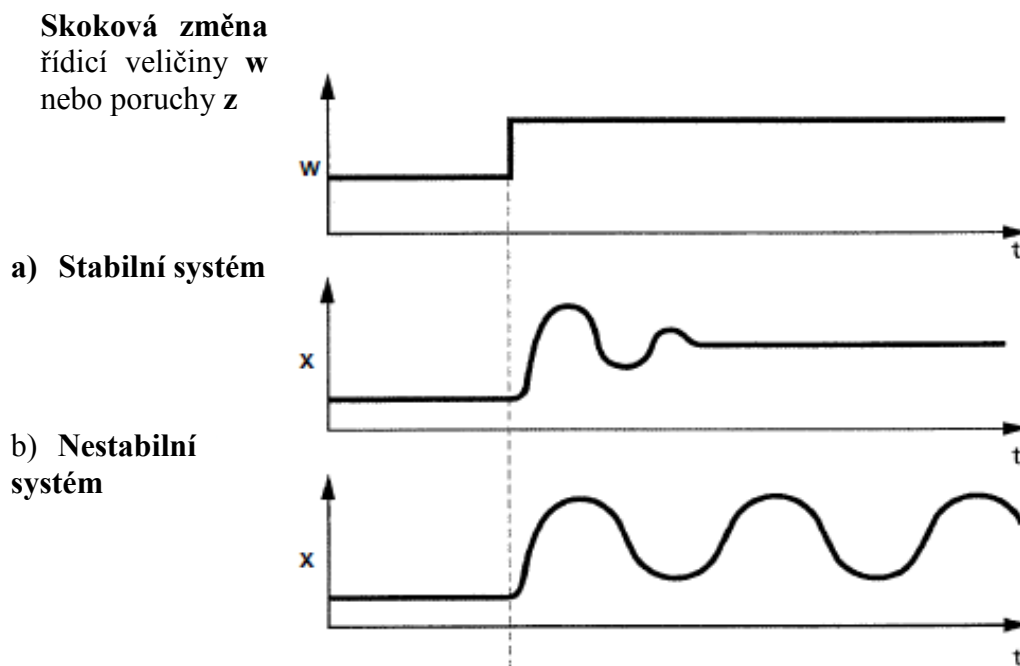 Skoková změna
řídicí veličiny w
nebo poruchy z
w
t
a) Stabilní systém
x
t
b) Nestabilní
systém
x
t